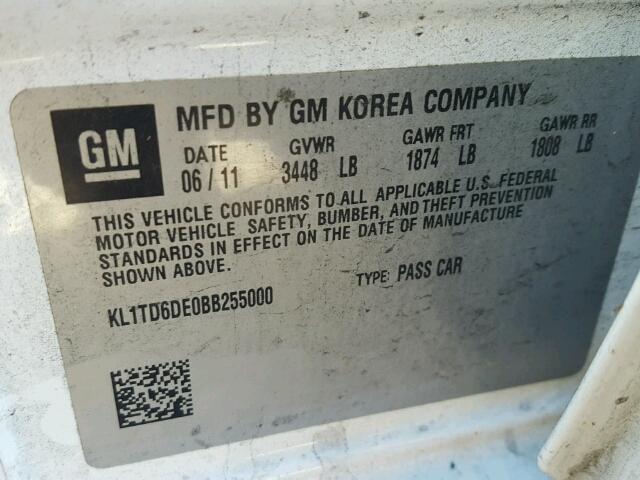 GM
MFD BY GM KOREA COMPANY
DATE GVWR GAWR FRT GAWR RR
06/11 3448 LB 1874 LB 1808 LB
THIS VEHICLE CONFORMS TO ALL APPLICABLE U.S. FEDERAL
MOTOR VEHICLE SAFETY, BUMBER, AND THEFT PREVENTION
STANDARDS IN EFFECT ON THE DATE OF MANUFACTURE
SHOWN ABOVE.
KL1TD6DE0BB255000 TYPE: PASS CAR